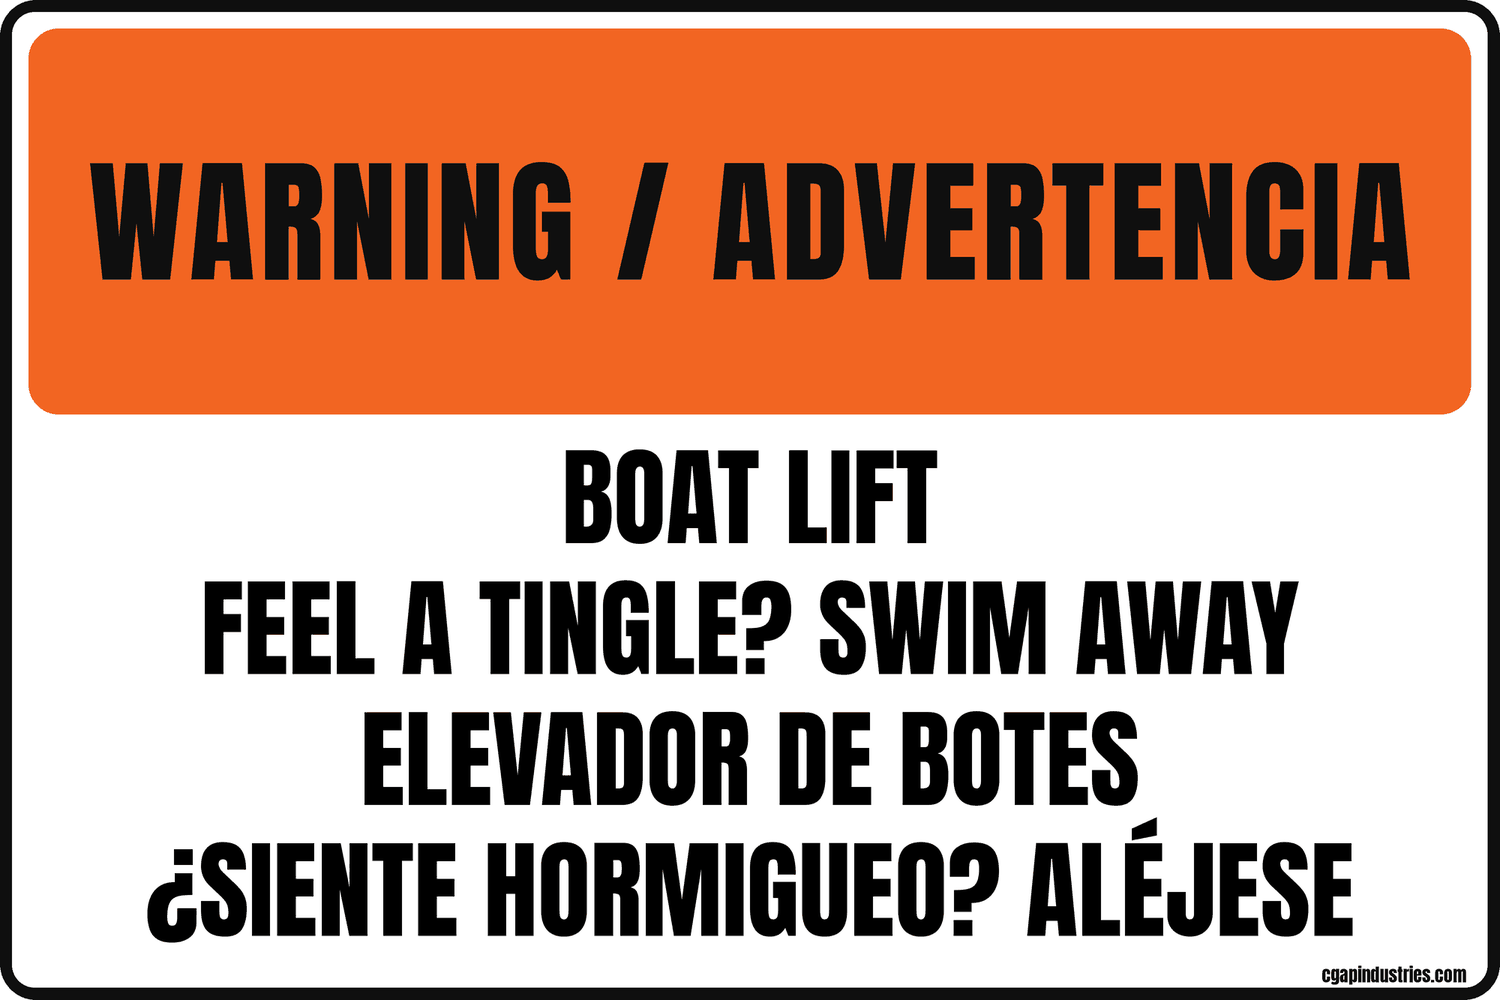 WARNING / ADVERTENCIA
BOAT LIFT
FEEL A TINGLE? SWIM AWAY
ELEVADOR DE BOTES
¿SIENTE HORMIGUEO? ALÉJESE
cgapindustries.com